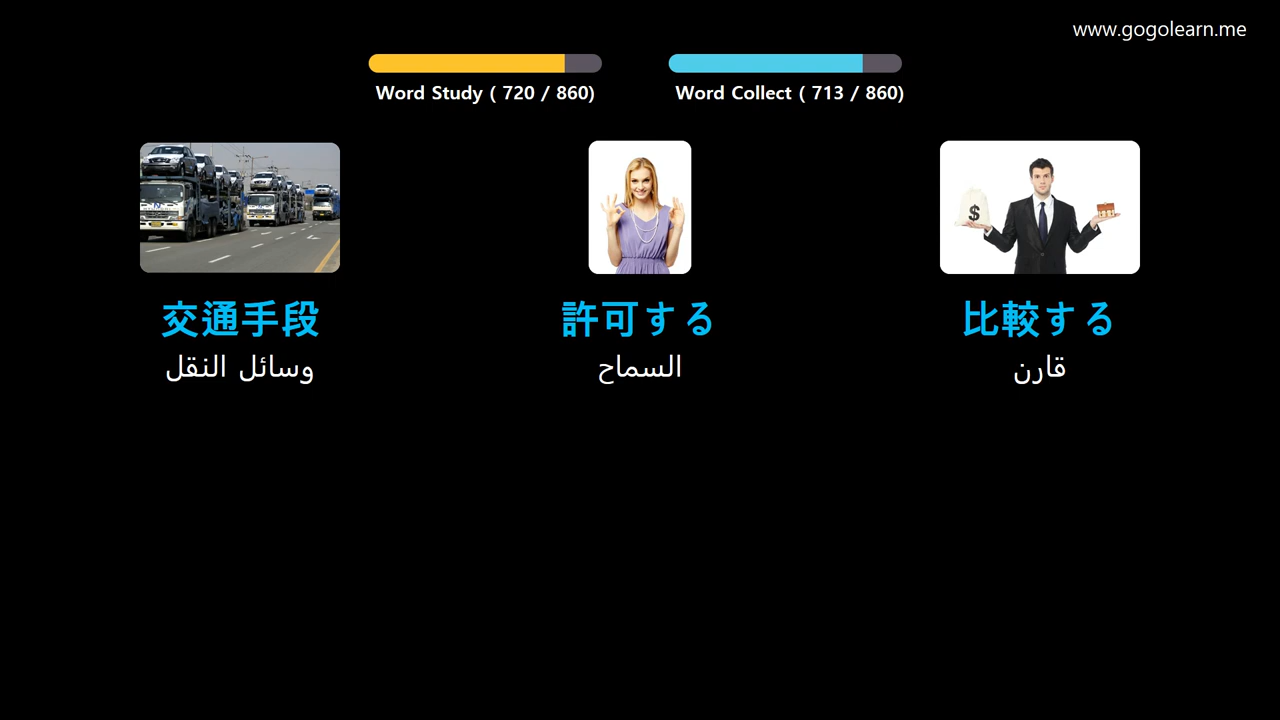 www.gogolearn.me
Word Study ( 720 / 860)
Word Collect ( 713 / 860)
交通手段
وسائل النقل
許可する
السماح
比較する
قارن